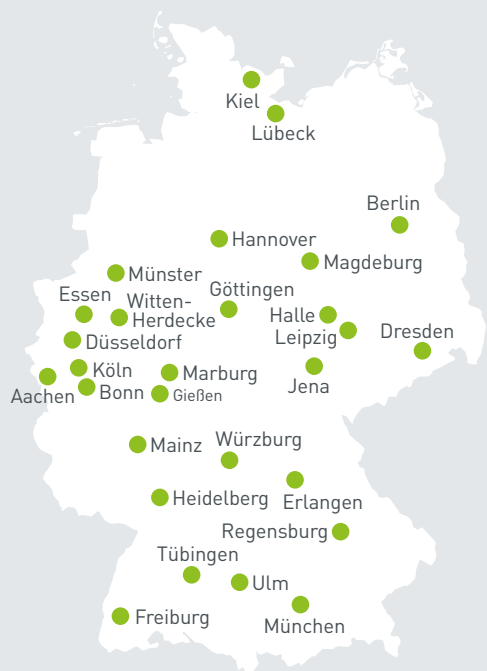 Kiel
Lübeck
Berlin
Hannover
Magdeburg
Münster
Göttingen
Essen
Witten-
Herdecke
Halle
Leipzig
Dresden
Düsseldorf
Köln
Marburg
Jena
Aachen
Bonn
Gießen
Würzburg
Mainz
Heidelberg
Erlangen
Regensburg
Tübingen
Ulm
Freiburg
München